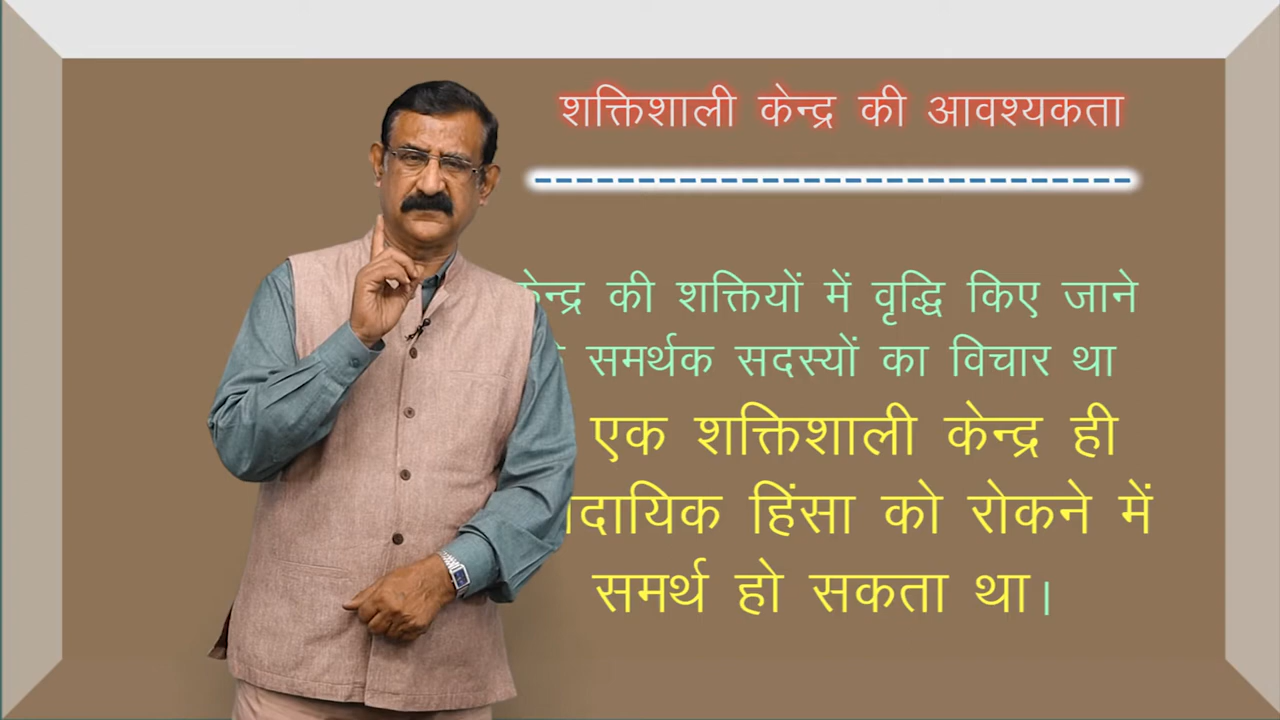 शक्तिशाली केन्द्र की आवश्यकता
केन्द्र की शक्तियों में वृद्धि किए जाने
समर्थक सदस्यों का विचार था
एक शक्तिशाली केन्द्र ही
हिंसा को रोकने में
समर्थ हो सकता था।